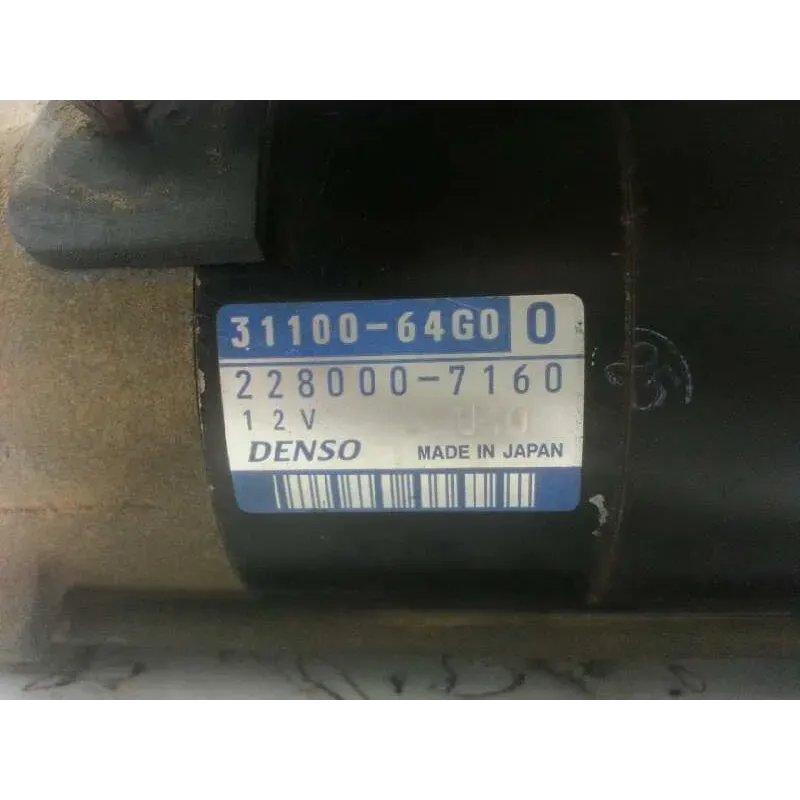 31100-64G0 0
228000-7160
12V
DENSO MADE IN JAPAN